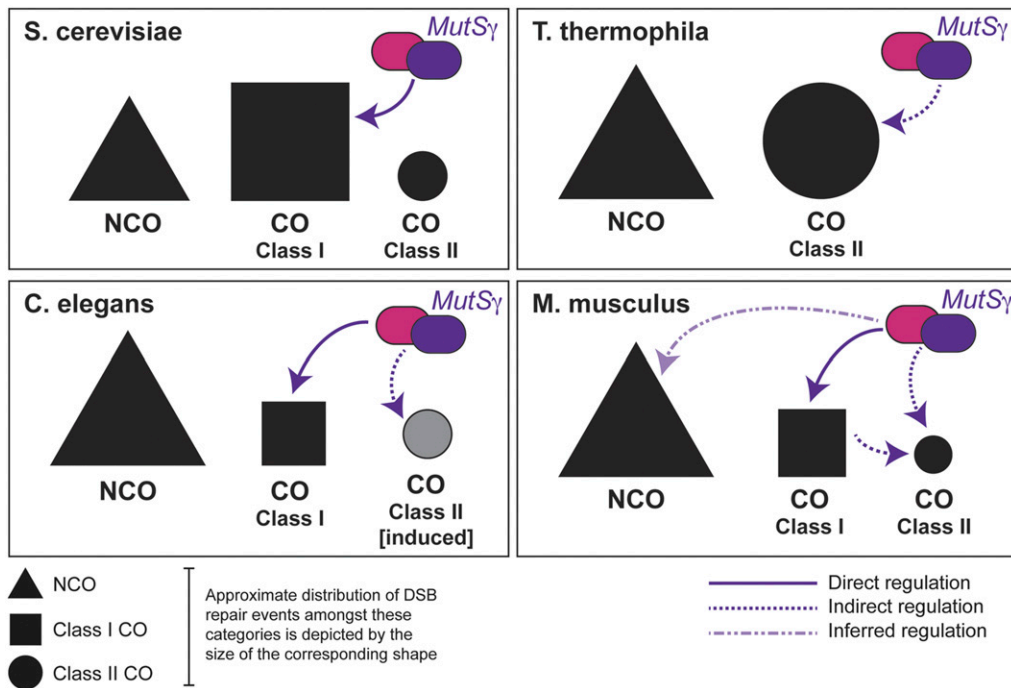 S. cerevisiae
MutSγ
NCO
CO
Class I
CO
Class II
T. thermophila
MutSγ
NCO
CO
Class II
C. elegans
MutSγ
NCO
CO
Class I
CO
Class II
[induced]
M. musculus
MutSγ
NCO
CO
Class I
CO
Class II
NCO
Class I CO
Class II CO
Approximate distribution of DSB
repair events amongst these
categories is depicted by the
size of the corresponding shape
Direct regulation
Indirect regulation
Inferred regulation